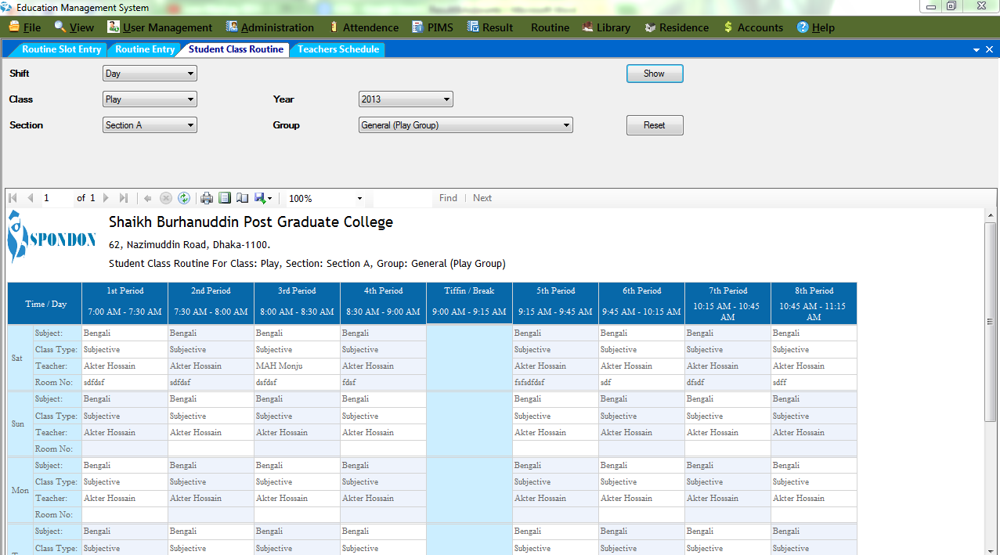 Education Management System
File View User Management Administration Attendence PIMS Result Routine Library Residence Accounts Help
Routine Slot Entry Routine Entry Student Class Routine Teachers Schedule
Shift Day Show
Class Play Year 2013
Section Section A Group General (Play Group) Reset
1 of 1 100% Find Next
SPONDON
Shaikh Burhanuddin Post Graduate College
62, Nazimuddin Road, Dhaka-1100.
Student Class Routine For Class: Play, Section: Section A, Group: General (Play Group)
Time / Day 1st Period 2nd Period 3rd Period 4th Period Tiffin / Break 5th Period 6th Period 7th Period 8th Period
7:00 AM - 7:30 AM 7:30 AM - 8:00 AM 8:00 AM - 8:30 AM 8:30 AM - 9:00 AM 9:00 AM - 9:15 AM 9:15 AM - 9:45 AM 9:45 AM - 10:15 AM 10:15 AM - 10:45 AM 10:45 AM - 11:15 AM
Sat
Subject: Bengali Bengali Bengali Bengali Bengali Bengali Bengali Bengali
Class Type: Subjective Subjective Subjective Subjective Subjective Subjective Subjective Subjective
Teacher: Akter Hossain Akter Hossain MAH Monju Akter Hossain Akter Hossain Akter Hossain Akter Hossain Akter Hossain
Room No: sdfdsf sdfdsf dsfdsf fdsf fsfsdfdsf sdf dfsdf sdff
Sun
Subject: Bengali Bengali Bengali Bengali Bengali Bengali Bengali Bengali
Class Type: Subjective Subjective Subjective Subjective Subjective Subjective Subjective Subjective
Teacher: Akter Hossain Akter Hossain Akter Hossain Akter Hossain Akter Hossain Akter Hossain Akter Hossain Akter Hossain
Room No:
Mon
Subject: Bengali Bengali Bengali Bengali Bengali Bengali Bengali Bengali
Class Type: Subjective Subjective Subjective Subjective Subjective Subjective Subjective Subjective
Teacher: Akter Hossain Akter Hossain Akter Hossain Akter Hossain Akter Hossain Akter Hossain Akter Hossain Akter Hossain
Room No:
Subject: Bengali Bengali Bengali Bengali Bengali Bengali Bengali Bengali
Class Type: Subjective Subjective Subjective Subjective Subjective Subjective Subjective Subjective